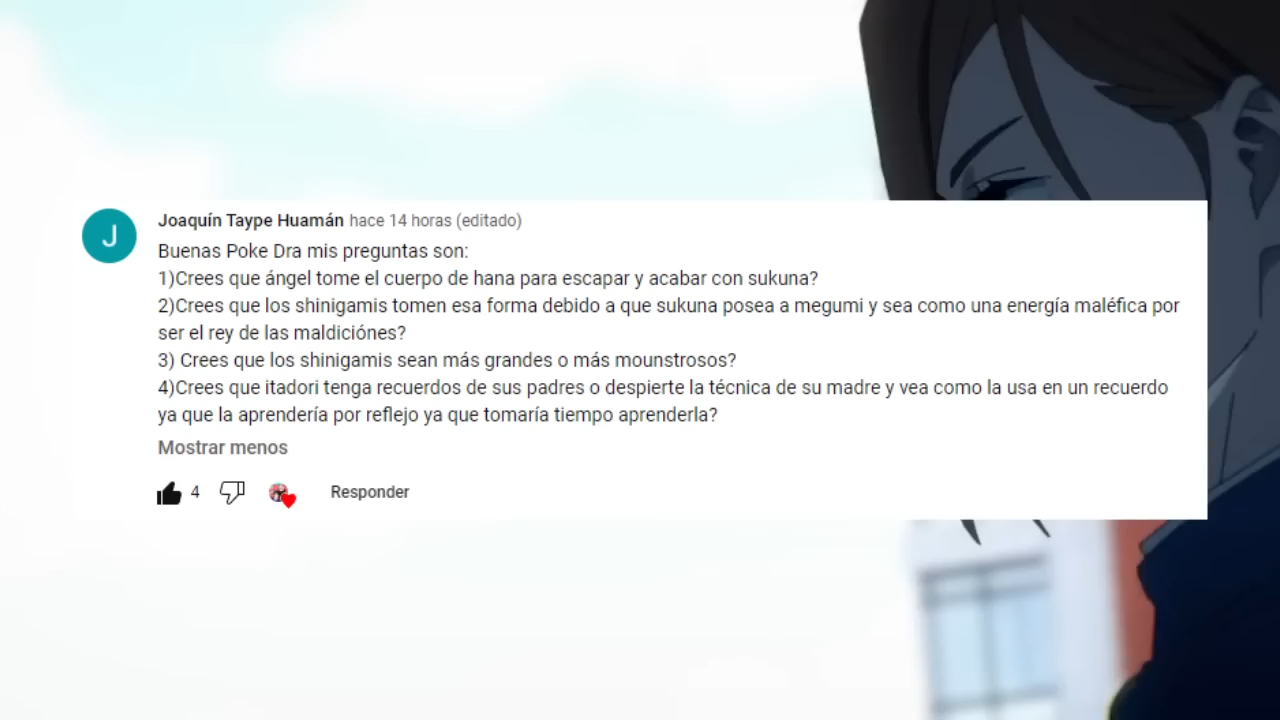 J
Joaquín Taype Huamán hace 14 horas (editado)
Buenas Poke Dra mis preguntas son:
1)Crees que ángel tome el cuerpo de hana para escapar y acabar con sukuna?
2)Crees que los shinigamis tomen esa forma debido a que sukuna posea a megumi y sea como una energía maléfica por
ser el rey de las maldiciónes?
3) Crees que los shinigamis sean más grandes o más mounstrosos?
4)Crees que itadori tenga recuerdos de sus padres o despierte la técnica de su madre y vea como la usa en un recuerdo
ya que la aprendería por reflejo ya que tomaría tiempo aprenderla?
Mostrar menos
4 Responder